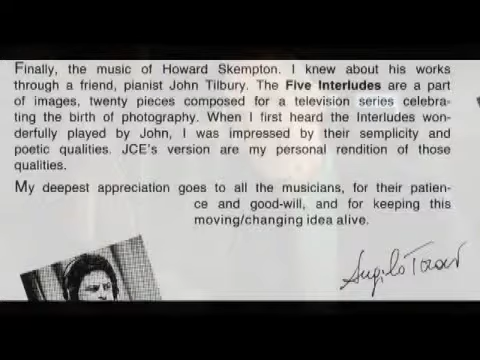 Finally, the music of Howard Skempton. I knew about his works
through a friend, pianist John Tilbury. The Five Interludes are a part
of images, twenty pieces composed for a television series celebra-
ting the birth of photography. When I first heard the Interludes won-
derfully played by John, I was impressed by their semplicity and
poetic qualities. JCE's version are my personal rendition of those
qualities.
My deepest appreciation goes to all the musicians, for their patien-
ce and good-will, and for keeping this
moving/changing idea alive.